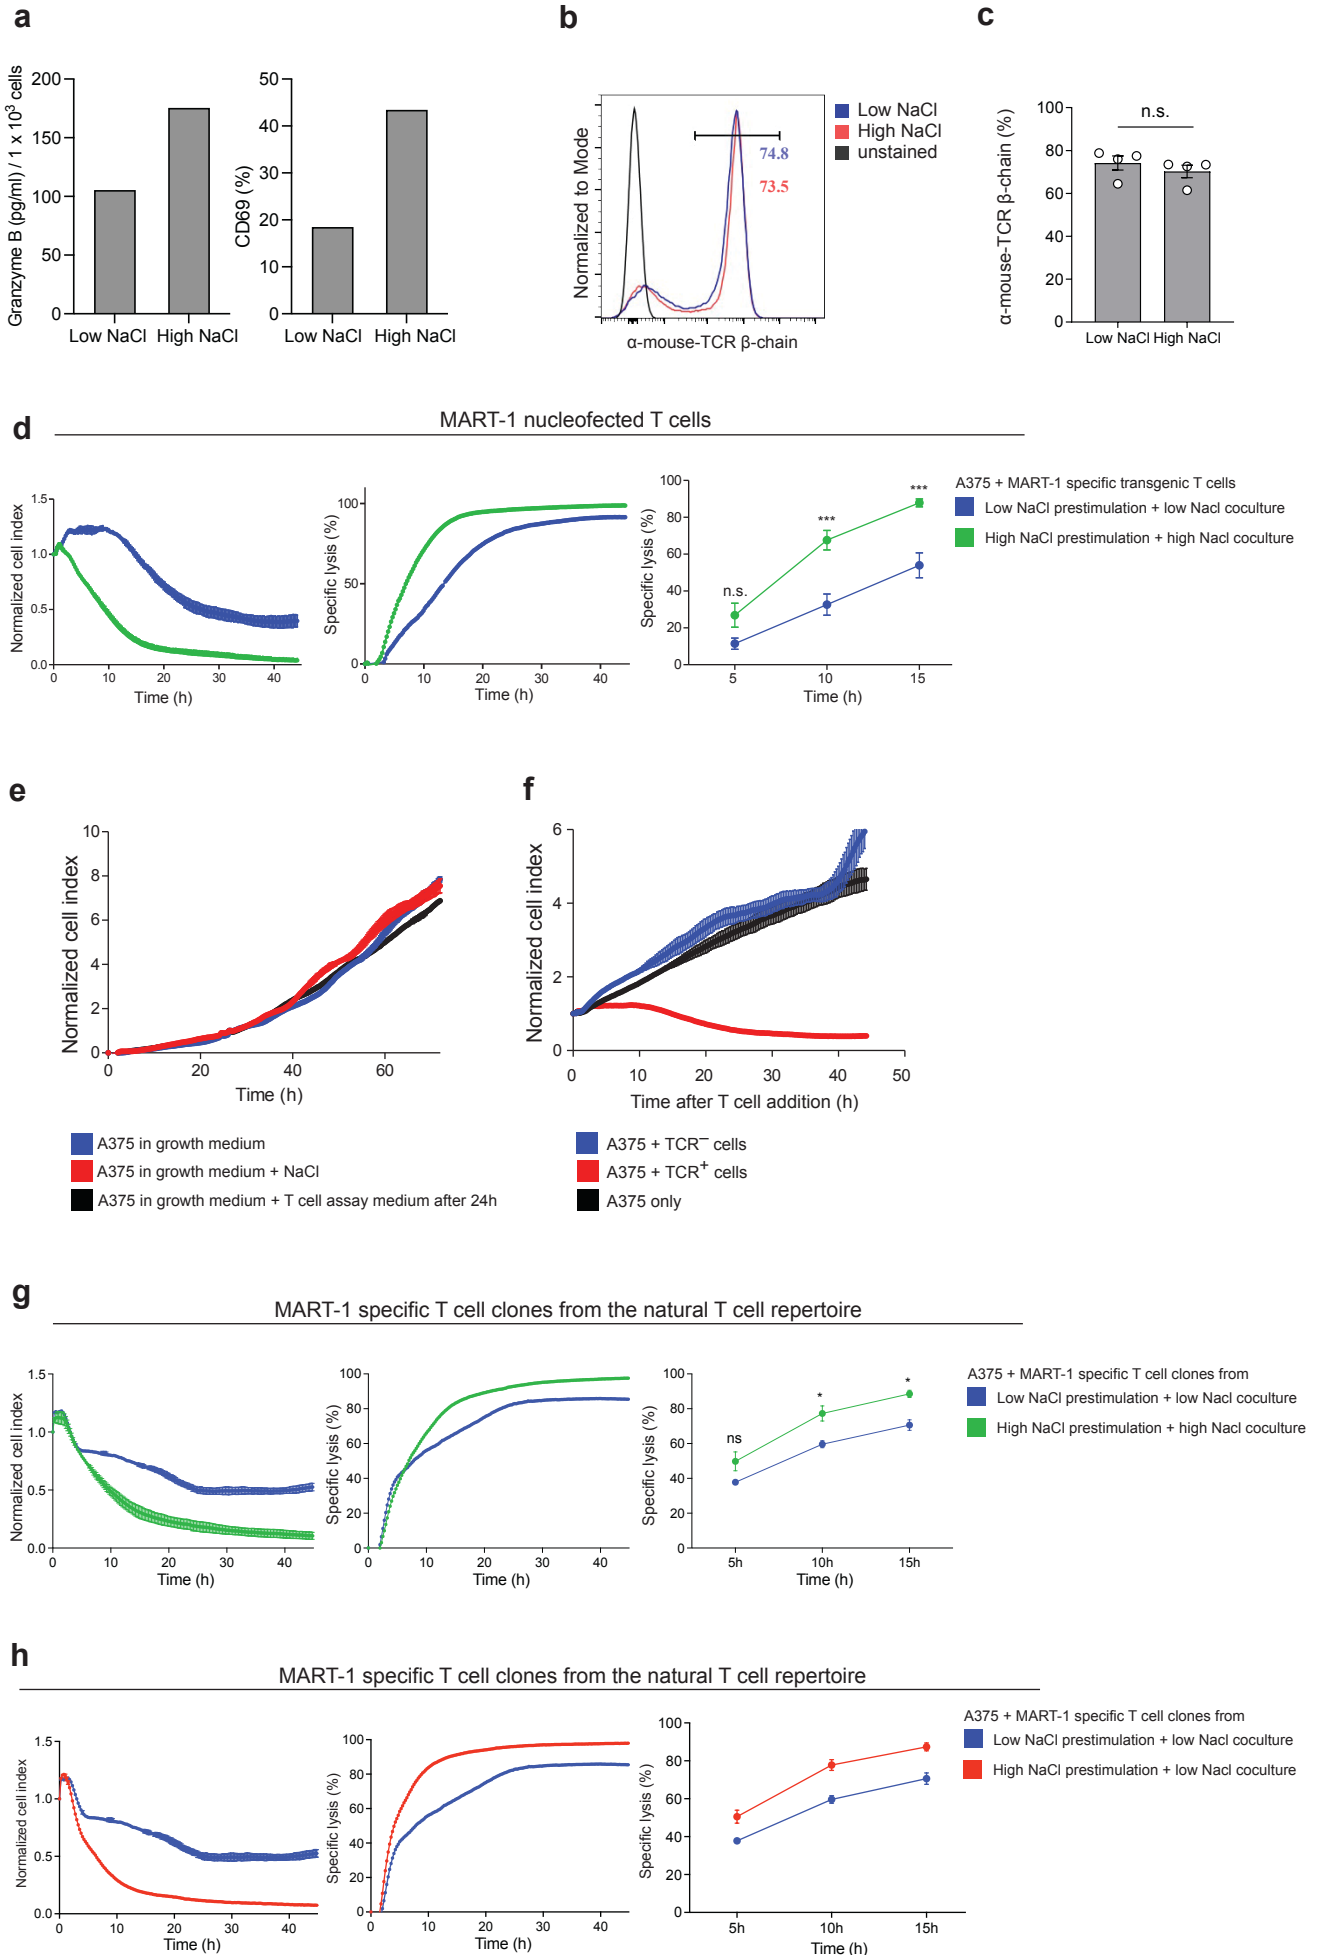 a
Granzyme B (pg/ml) / 1 x 10³ cells
200
150
100
50
0
Low NaCl High NaCl
CD69 (%)
50
40
30
20
10
0
Low NaCl High NaCl
b
Normalized to Mode
74.8
73.5
α-mouse-TCR β-chain
Low NaCl
High NaCl
unstained
c
α-mouse-TCR β-chain (%)
100
80
60
40
20
0
n.s.
Low NaCl High NaCl
d
MART-1 nucleofected T cells
Normalized cell index
1.5
1.0
0.5
0.0
0 10 20 30 40
Time (h)
Specific lysis (%)
100
50
0
0 10 20 30 40
Time (h)
Specific lysis (%)
100
80
60
40
20
0
n.s.
***
***
5 10 15
Time (h)
A375 + MART-1 specific transgenic T cells
Low NaCl prestimulation + low Nacl coculture
High NaCl prestimulation + high Nacl coculture
e
Normalized cell index
10
8
6
4
2
0
0 20 40 60
Time (h)
A375 in growth medium
A375 in growth medium + NaCl
A375 in growth medium + T cell assay medium after 24h
f
Normalized cell index
6
4
2
0
0 10 20 30 40 50
Time after T cell addition (h)
A375 + TCR⁻ cells
A375 + TCR⁺ cells
A375 only
g
MART-1 specific T cell clones from the natural T cell repertoire
Normalized cell index
1.5
1.0
0.5
0.0
0 10 20 30 40
Time (h)
Specific lysis (%)
100
80
60
40
20
0
0 10 20 30 40
Time (h)
Specific lysis (%)
100
80
60
40
20
0
ns
*
*
5h 10h 15h
Time (h)
A375 + MART-1 specific T cell clones from
Low NaCl prestimulation + low Nacl coculture
High NaCl prestimulation + high Nacl coculture
h
MART-1 specific T cell clones from the natural T cell repertoire
Normalized cell index
1.5
1.0
0.5
0.0
0 10 20 30 40
Time (h)
Specific lysis (%)
100
80
60
40
20
0
0 10 20 30 40
Time (h)
Specific lysis (%)
100
80
60
40
20
0
5h 10h 15h
Time (h)
A375 + MART-1 specific T cell clones from
Low NaCl prestimulation + low Nacl coculture
High NaCl prestimulation + low Nacl coculture